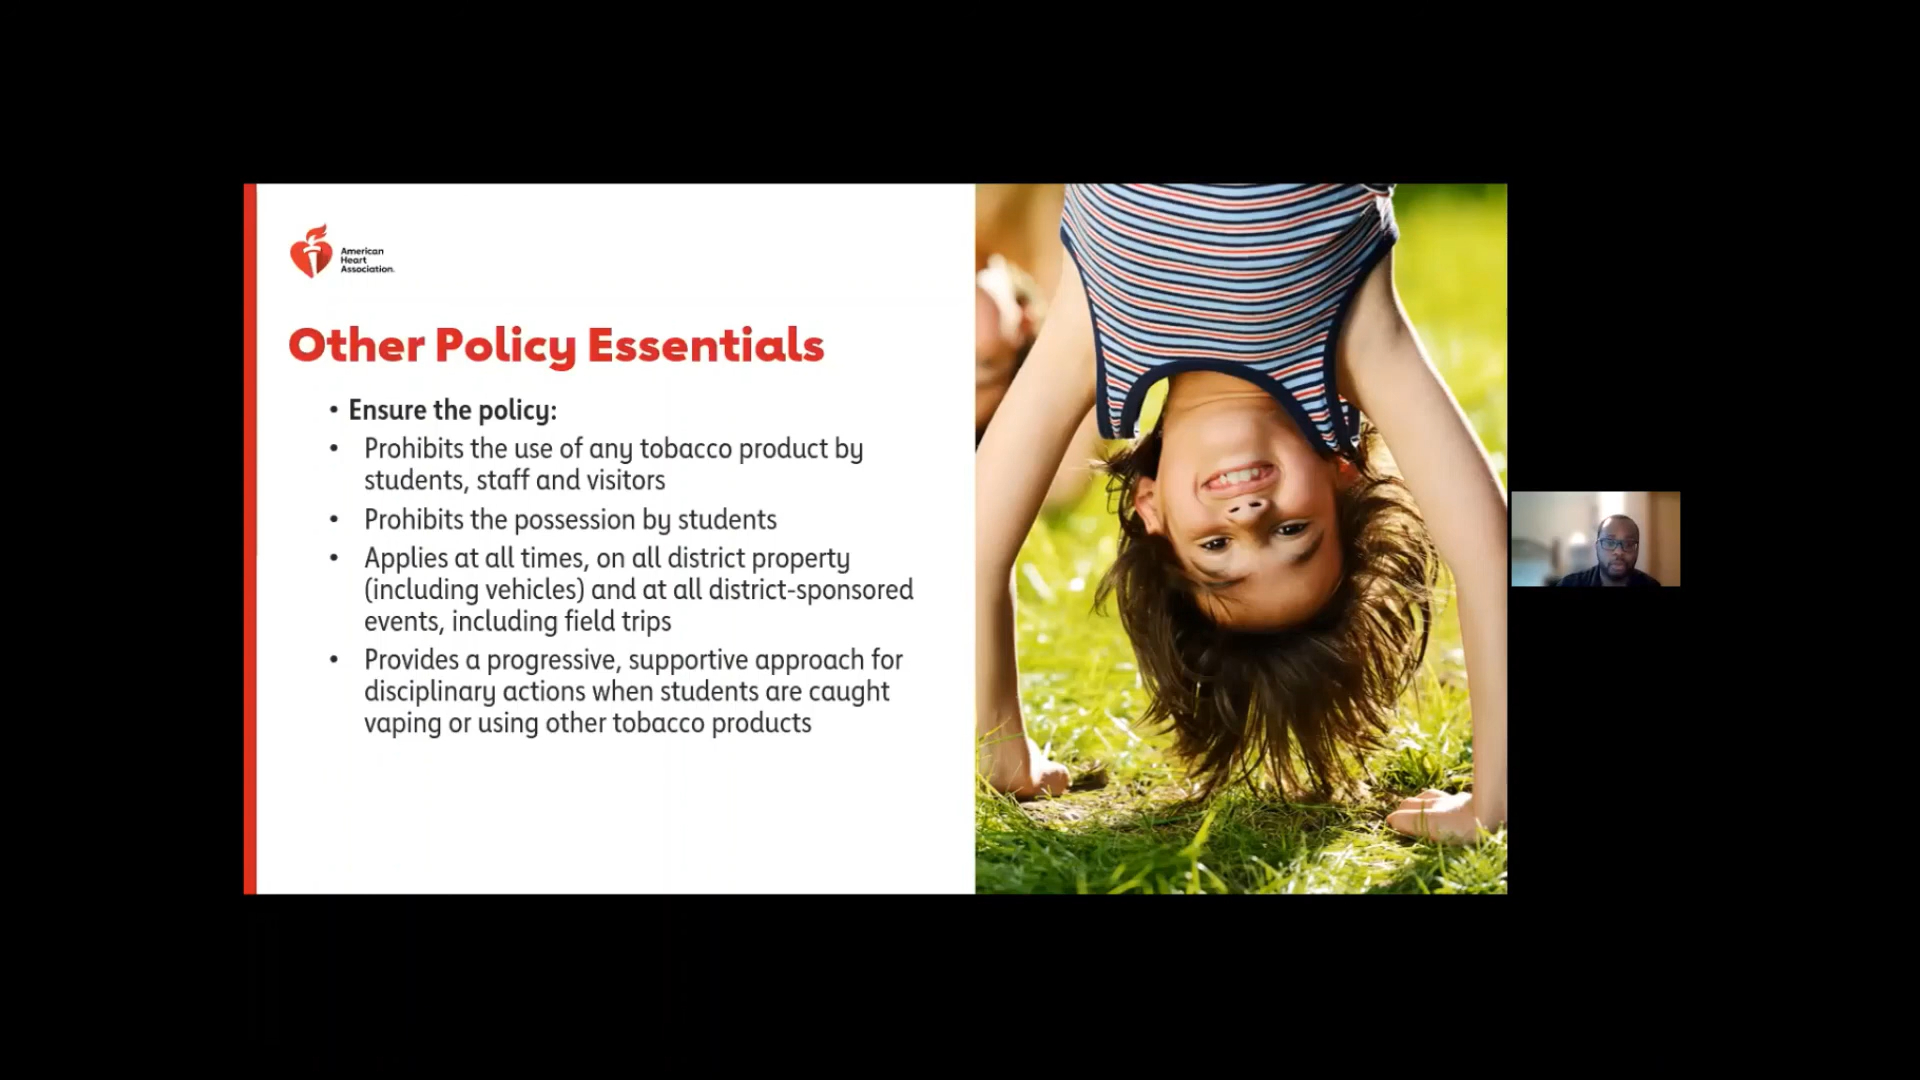 American
Heart
Association.
Other Policy Essentials
• Ensure the policy:
• Prohibits the use of any tobacco product by
students, staff and visitors
• Prohibits the possession by students
• Applies at all times, on all district property
(including vehicles) and at all district-sponsored
events, including field trips
• Provides a progressive, supportive approach for
disciplinary actions when students are caught
vaping or using other tobacco products